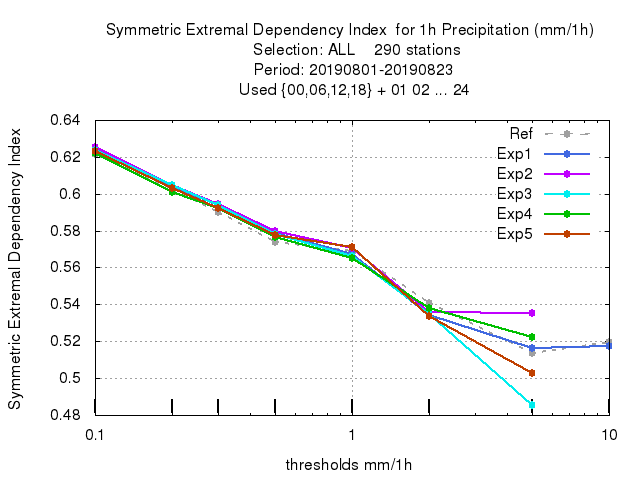 Symmetric Extremal Dependency Index for 1h Precipitation (mm/1h)
Selection: ALL 290 stations
Period: 20190801-20190823
Used {00,06,12,18} + 01 02 ... 24
Symmetric Extremal Dependency Index
0.64
0.62
0.6
0.58
0.56
0.54
0.52
0.5
0.48
Ref
Exp1
Exp2
Exp3
Exp4
Exp5
0.1 1 10
thresholds mm/1h